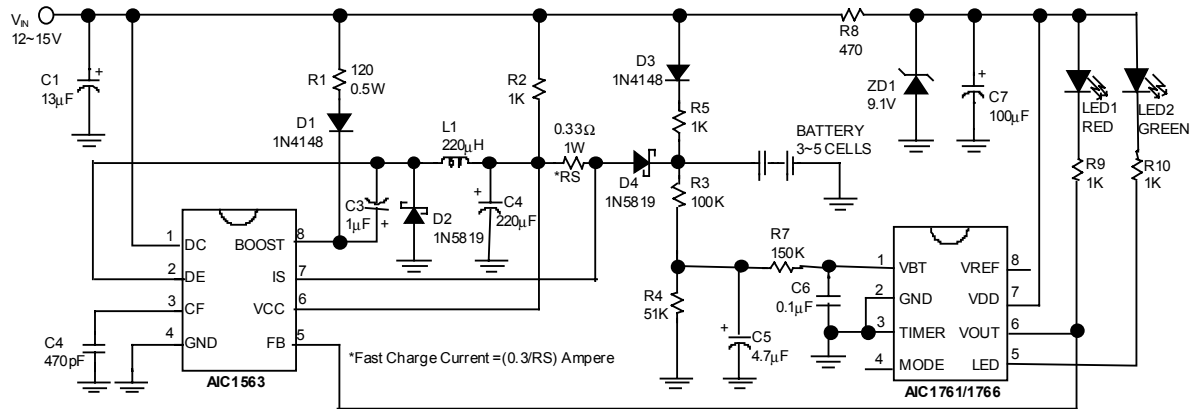 VIN
12~15V
C1
13µF
+
R1
120
0.5W
D1
1N4148
L1
220µH
R2
1K
0.33Ω
1W
*RS
D3
1N4148
R5
1K
D4
1N5819
BATTERY
3~5 CELLS
R8
470
ZD1
9.1V
+
C7
100µF
LED1
RED
LED2
GREEN
R9
1K
R10
1K
C3
1µF
+
D2
1N5819
+
C4
220µF
R3
100K
R7
150K
R4
51K
+
C5
4.7µF
C6
0.1µF
1 DC BOOST 8
2 DE IS 7
3 CF VCC 6
4 GND FB 5
AIC1563
C4
470pF
*Fast Charge Current =(0.3/RS) Ampere
1 VBT VREF 8
2 GND VDD 7
3 TIMER VOUT 6
4 MODE LED 5
AIC1761/1766